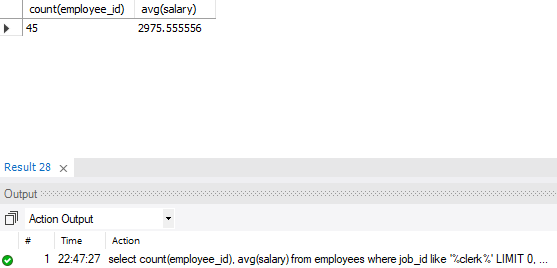 count(employee_id) avg(salary)
45 2975.555556
Result 28
Output
Action Output
# Time Action
1 22:47:27 select count(employee_id), avg(salary) from employees where job_id like '%clerk%' LIMIT 0, ...